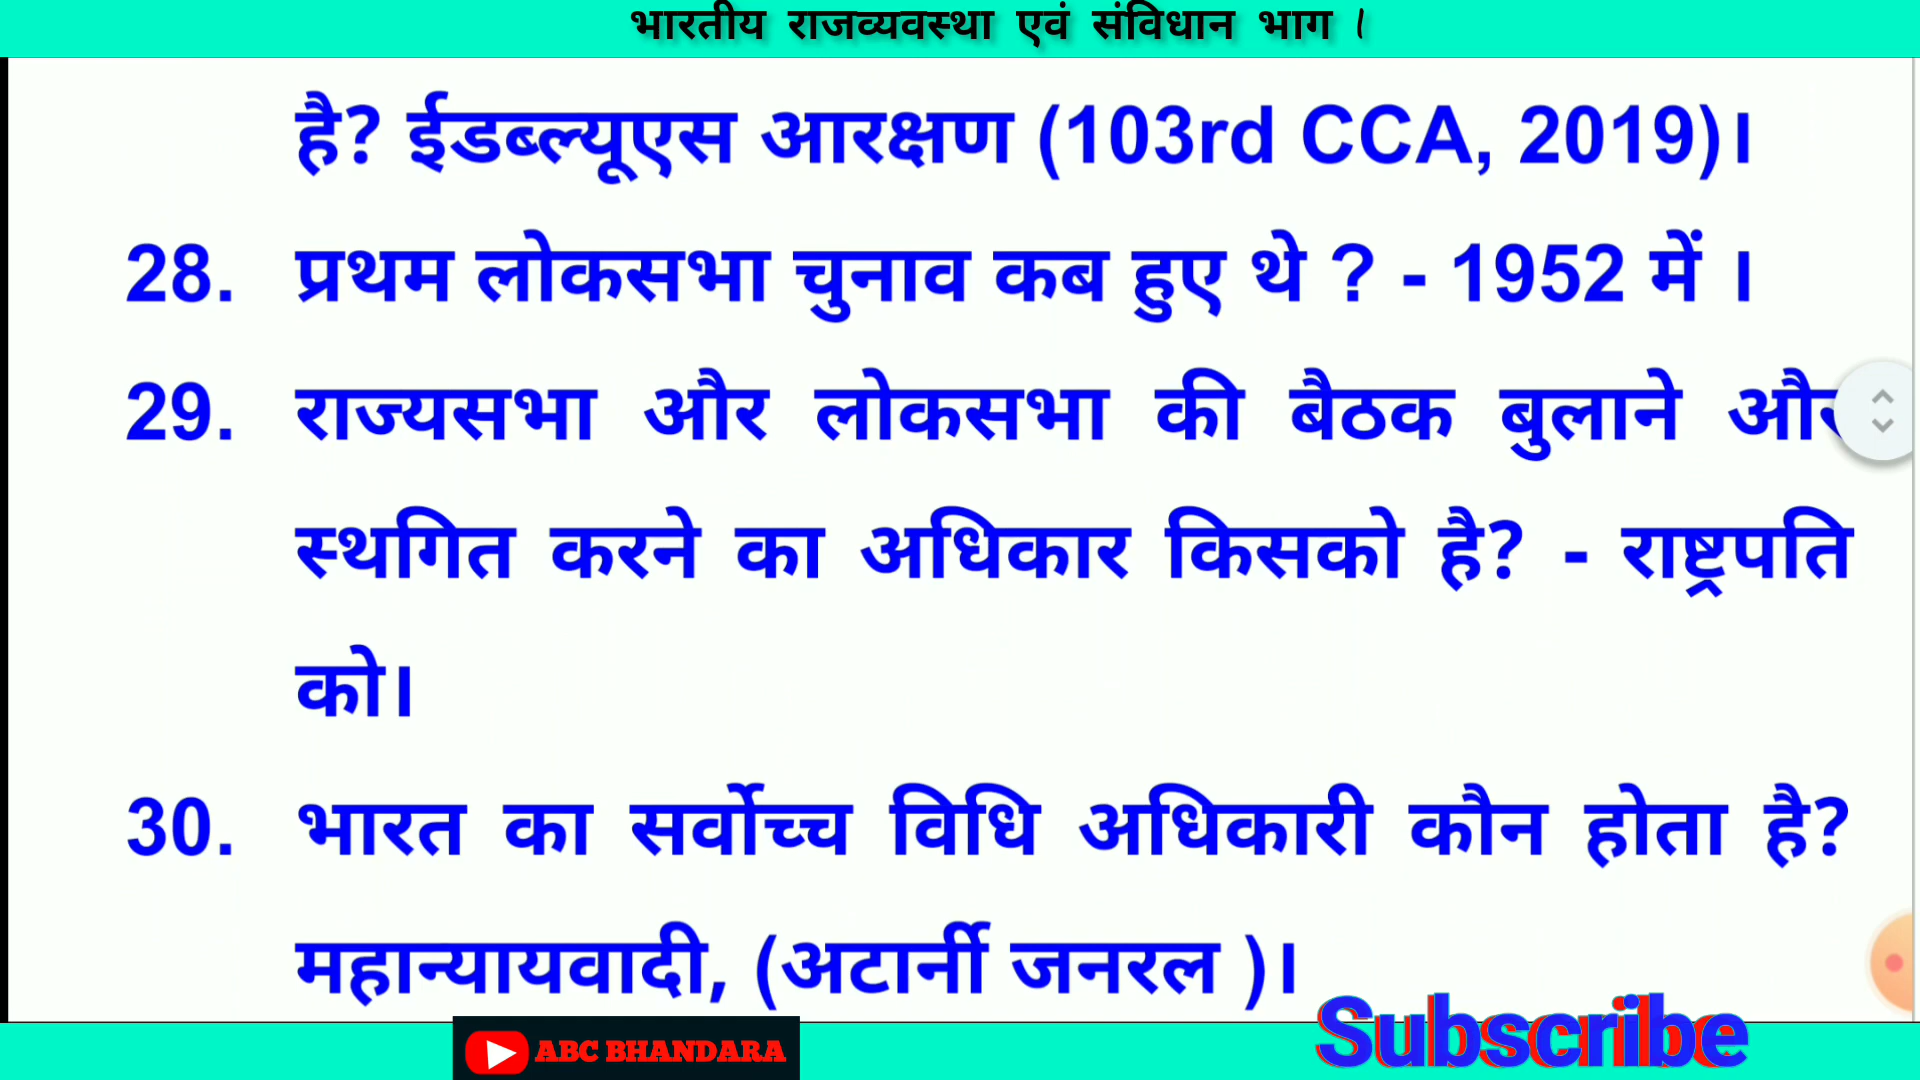 भारतीय राजव्यवस्था एवं संविधान भाग ।
है? ईडब्ल्यूएस आरक्षण (103rd CCA, 2019)।
28. प्रथम लोकसभा चुनाव कब हुए थे ? - 1952 में ।
29. राज्यसभा और लोकसभा की बैठक बुलाने और
स्थगित करने का अधिकार किसको है? - राष्ट्रपति
को।
30. भारत का सर्वोच्च विधि अधिकारी कौन होता है?
महान्यायवादी, (अटार्नी जनरल )।
ABC BHANDARA
Subscribe